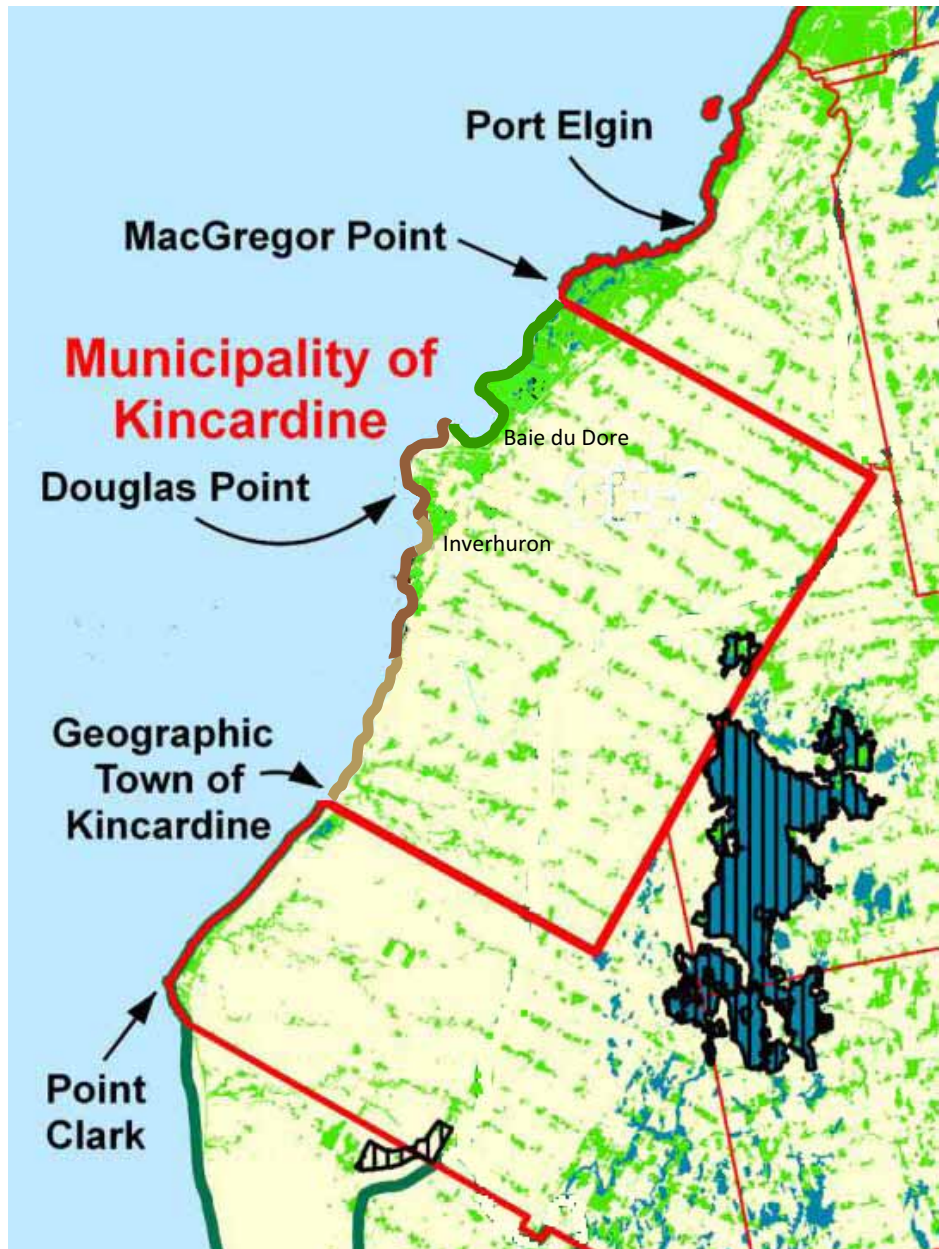 Port Elgin
MacGregor Point
Municipality of
Kincardine
Baie du Dore
Douglas Point
Inverhuron
Geographic
Town of
Kincardine
Point
Clark